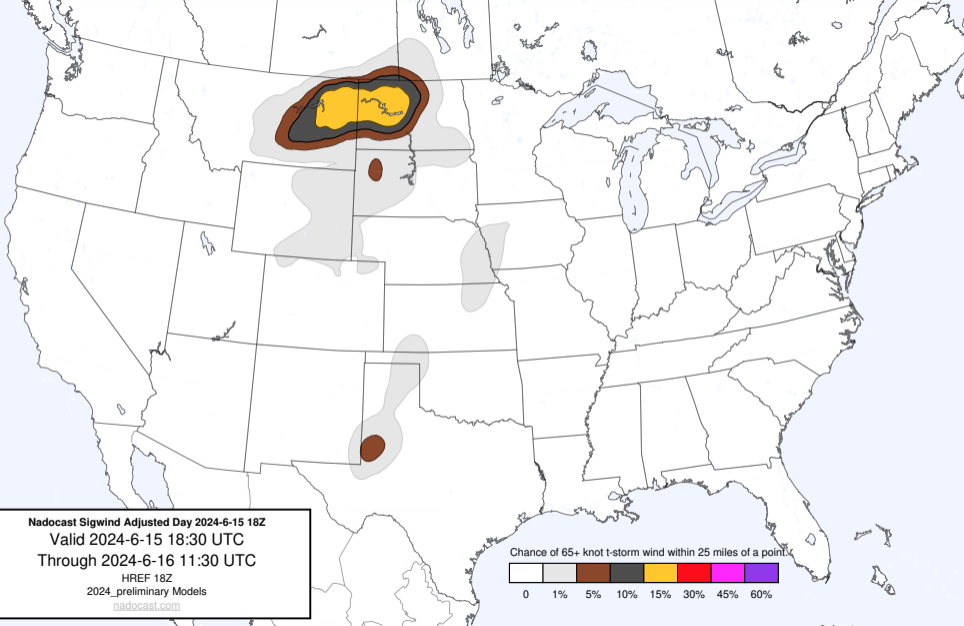 Nadocast Sigwind Adjusted Day 2024-6-15 18Z
Valid 2024-6-15 18:30 UTC
Through 2024-6-16 11:30 UTC
HREF 18Z
2024_preliminary Models
nadocast.com
Chance of 65+ knot t-storm wind within 25 miles of a point.
0 1% 5% 10% 15% 30% 45% 60%